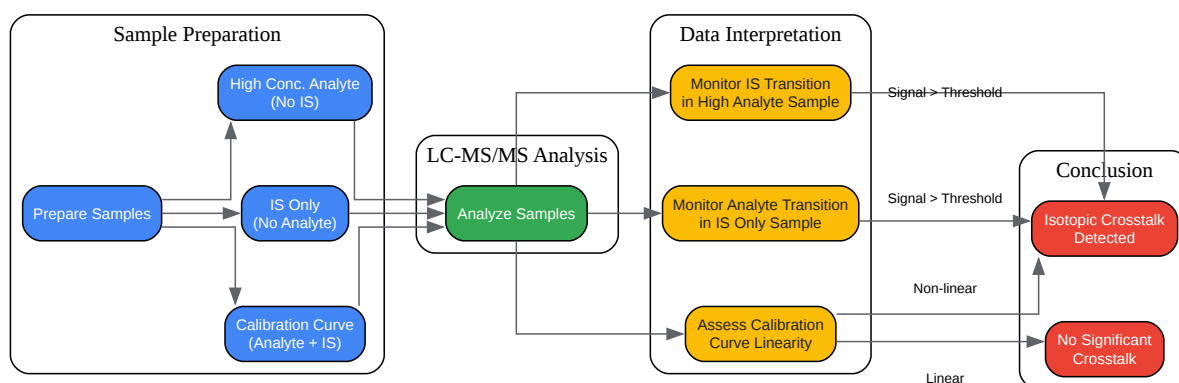 Sample Preparation
High Conc. Analyte
(No IS)
Prepare Samples
IS Only
(No Analyte)
Calibration Curve
(Analyte + IS)
LC-MS/MS Analysis
Analyze Samples
Data Interpretation
Monitor IS Transition
in High Analyte Sample
Monitor Analyte Transition
in IS Only Sample
Assess Calibration
Curve Linearity
Signal > Threshold
Signal > Threshold
Non-linear
Linear
Conclusion
Isotopic Crosstalk
Detected
No Significant
Crosstalk